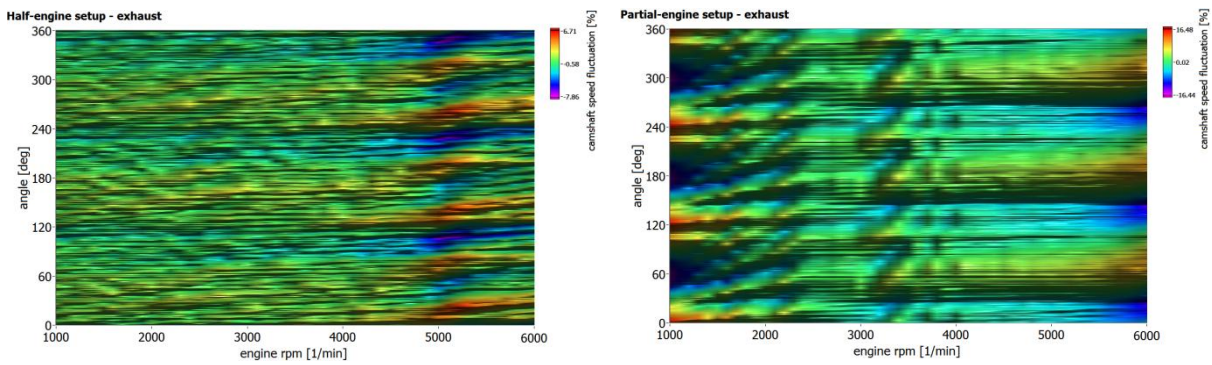 Half-engine setup - exhaust
360
300
240
180
120
60
0
angle [deg]
1000 2000 3000 4000 5000 6000
engine rpm [1/min]
6.71
-0.58
-7.86
camshaft speed fluctuation [%]
Partial-engine setup - exhaust
360
300
240
180
120
60
0
angle [deg]
1000 2000 3000 4000 5000 6000
engine rpm [1/min]
16.48
0.02
-16.44
camshaft speed fluctuation [%]